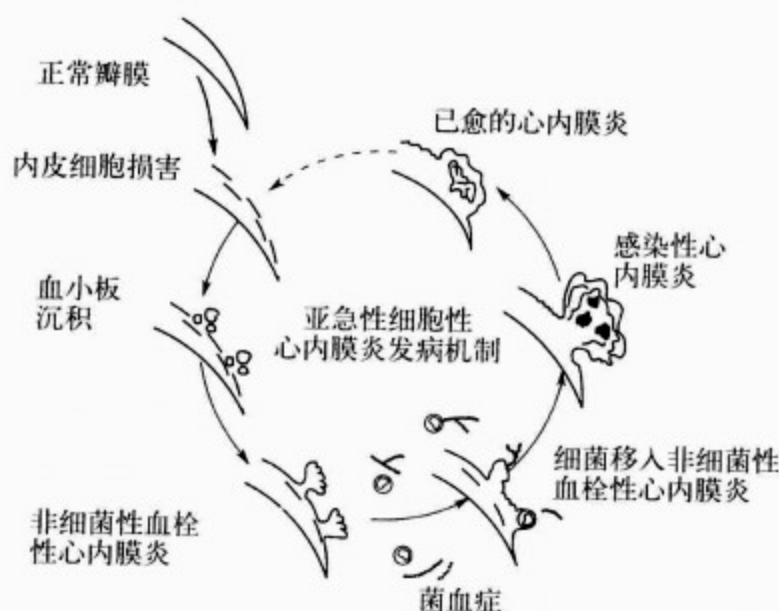 正常瓣膜
内皮细胞损害
血小板
沉积
非细菌性血栓
性心内膜炎
菌血症
细菌移入非细菌性
血栓性心内膜炎
感染性心
内膜炎
已愈的心内膜炎
亚急性细胞性
心内膜炎发病机制